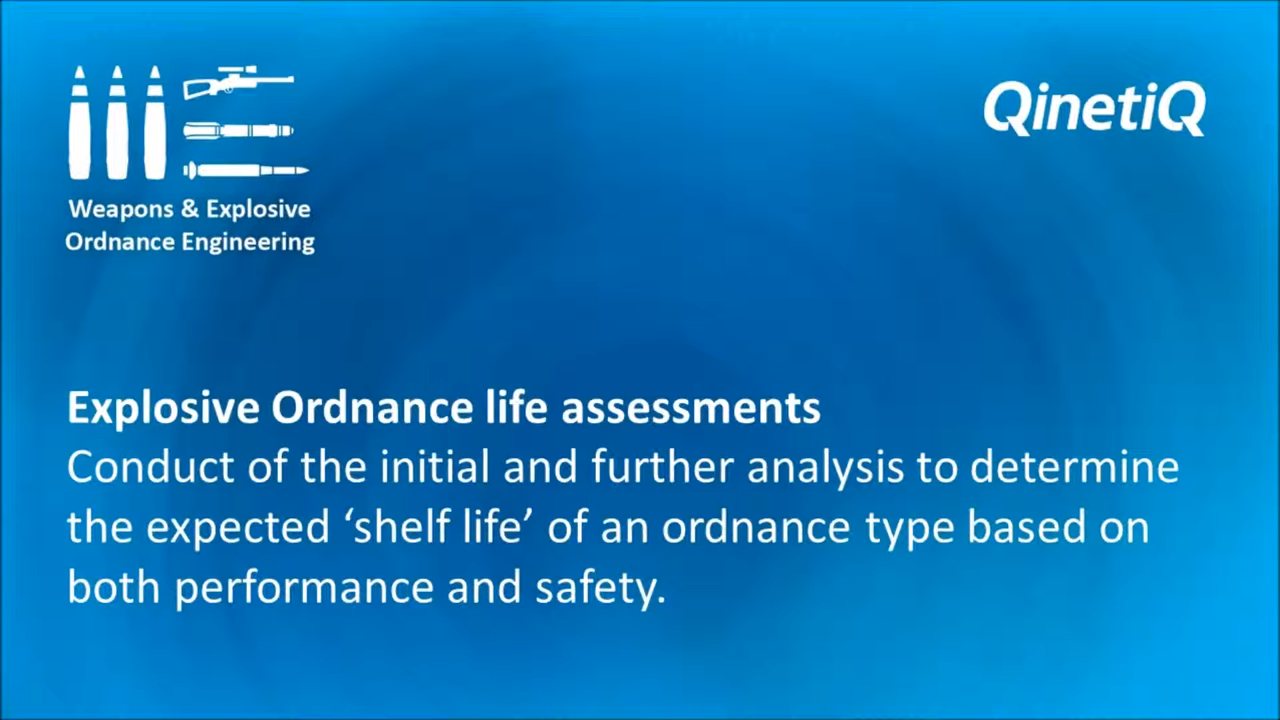 QinetiQ
Weapons & Explosive
Ordnance Engineering
Explosive Ordnance life assessments
Conduct of the initial and further analysis to determine
the expected ‘shelf life’ of an ordnance type based on
both performance and safety.